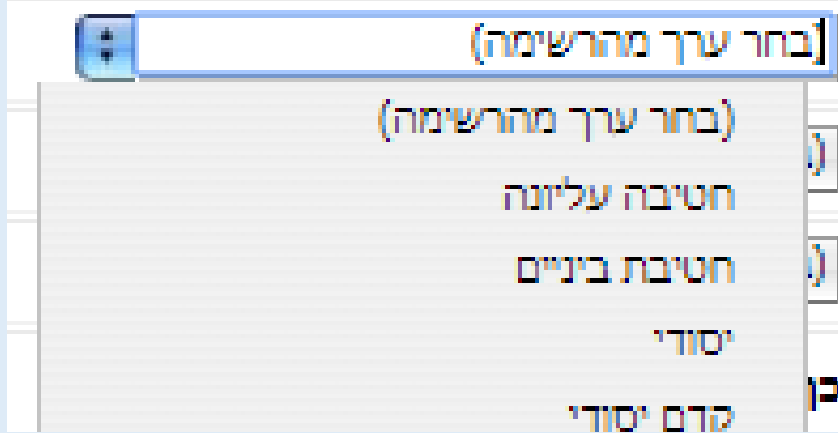 (בחר ערך מהרשימה)
(בחר ערך מהרשימה)
חטיבה עליונה
חטיבת ביניים
יסודי
קדם יסודי